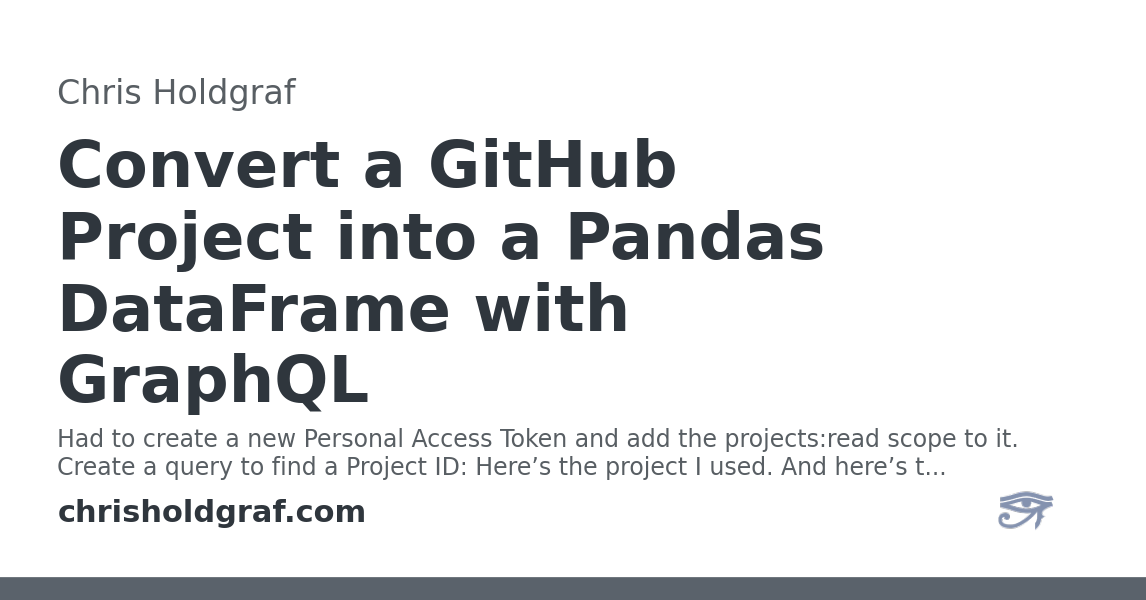 Chris Holdgraf
Convert a GitHub
Project into a Pandas
DataFrame with
GraphQL
Had to create a new Personal Access Token and add the projects:read scope to it.
Create a query to find a Project ID: Here’s the project I used. And here’s t...
chrisholdgraf.com